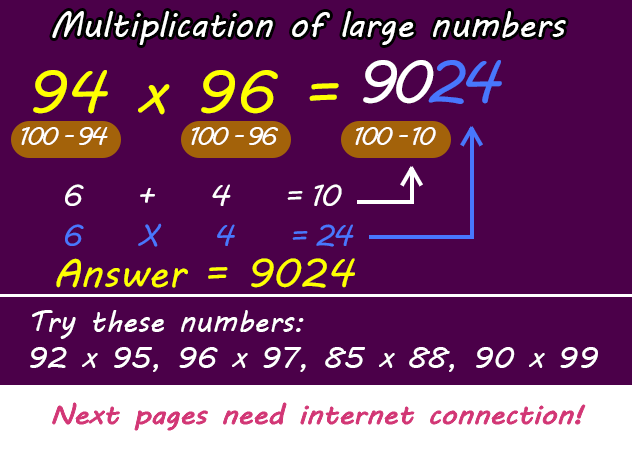 Multiplication of large numbers
94 x 96 = 9024
100 - 94 100 - 96 100 - 10
6 + 4 = 10
6 X 4 = 24
Answer = 9024
Try these numbers:
92 x 95, 96 x 97, 85 x 88, 90 x 99
Next pages need internet connection!